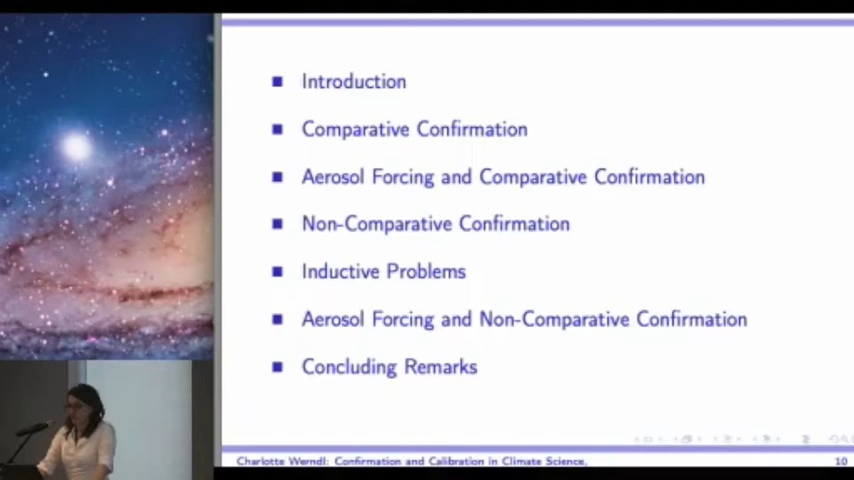 Introduction
Comparative Confirmation
Aerosol Forcing and Comparative Confirmation
Non-Comparative Confirmation
Inductive Problems
Aerosol Forcing and Non-Comparative Confirmation
Concluding Remarks
Charlotte Werndl: Confirmation and Calibration in Climate Science,
10